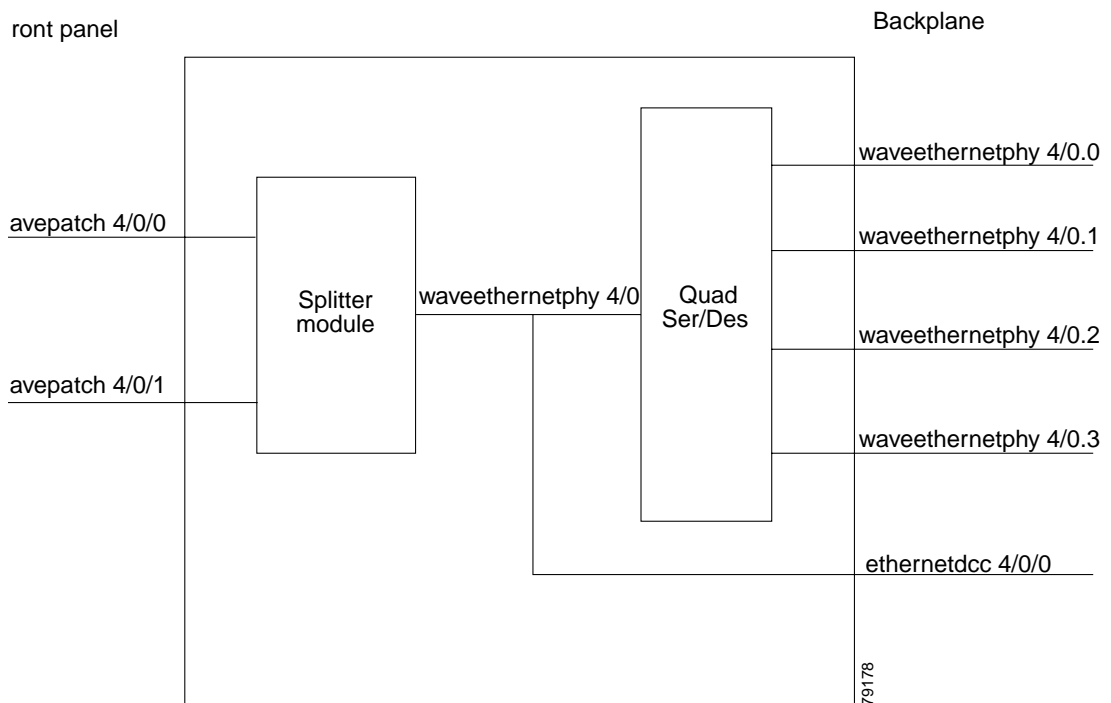 ront panel
Backplane
waveethernetphy 4/0.0
avepatch 4/0/0
waveethernetphy 4/0.1
Splitter
module
waveethernetphy 4/0
Quad
Ser/Des
waveethernetphy 4/0.2
avepatch 4/0/1
waveethernetphy 4/0.3
ethernetdcc 4/0/0
79178